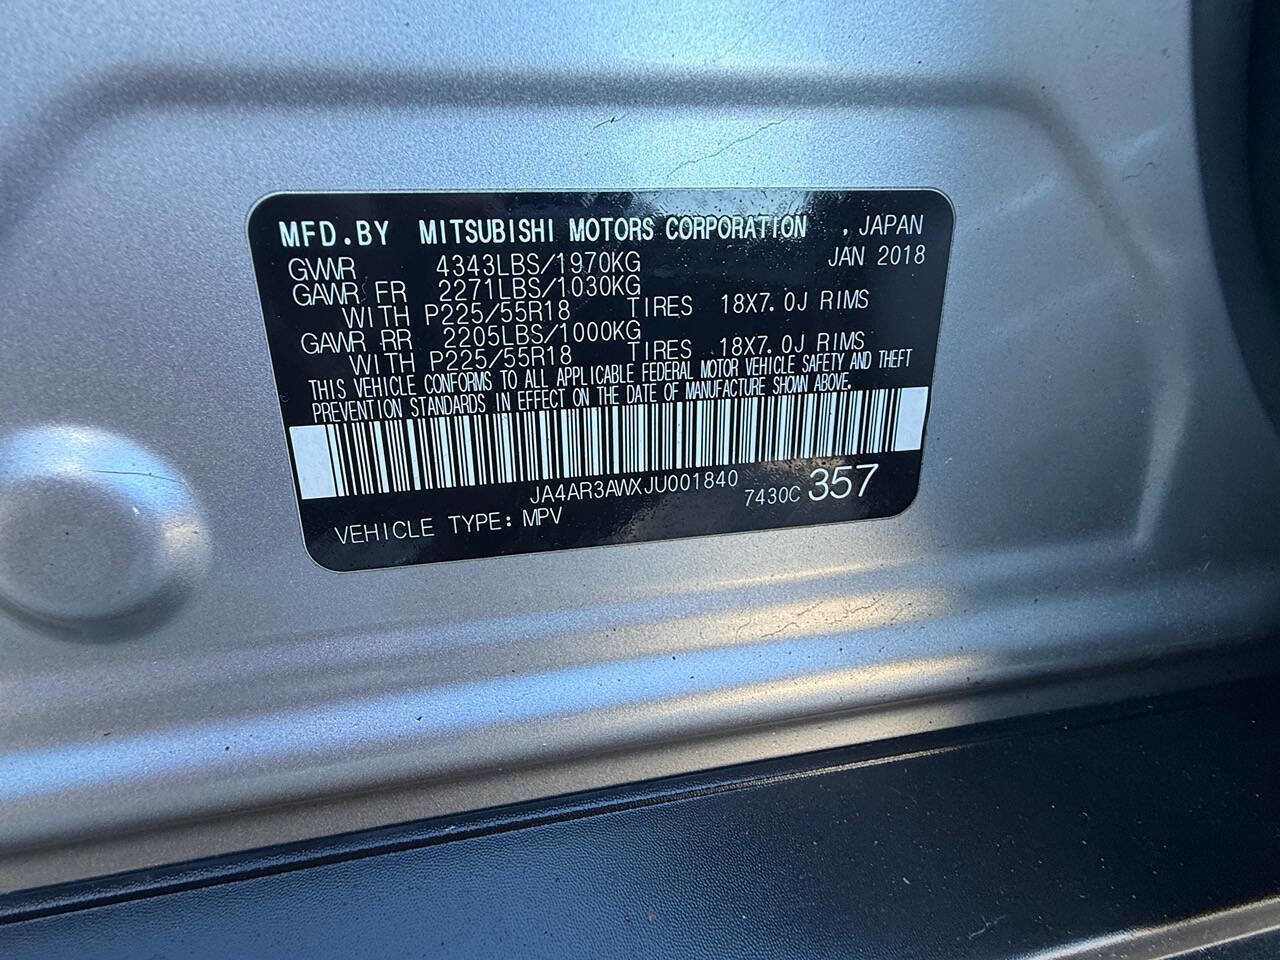 MFD.BY MITSUBISHI MOTORS CORPORATION , JAPAN
GVWR 4343LBS/1970KG JAN 2018
GAWR FR 2271LBS/1030KG
WITH P225/55R18 TIRES 18X7.0J RIMS
GAWR RR 2205LBS/1000KG
WITH P225/55R18 TIRES 18X7.0J RIMS
THIS VEHICLE CONFORMS TO ALL APPLICABLE FEDERAL MOTOR VEHICLE SAFETY AND THEFT
PREVENTION STANDARDS IN EFFECT ON THE DATE OF MANUFACTURE SHOWN ABOVE.
JA4AR3AWXJU001840 7430C 357
VEHICLE TYPE: MPV